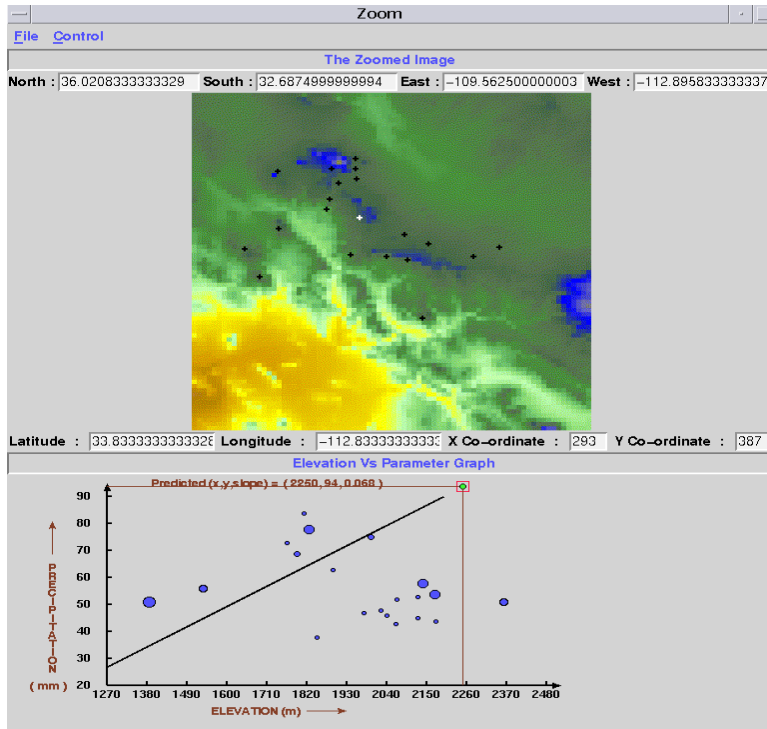 Zoom
File Control
The Zoomed Image
North : 36.0208333333329 South : 32.6874999999994 East : -109.562500000003 West : -112.895833333337
Latitude : 33.8333333333328 Longitude : -112.833333333333 X Co-ordinate : 293 Y Co-ordinate : 387
Elevation Vs Parameter Graph
Predicted (x,y,slope) = ( 2250, 94, 0.068 )
90
80
70
60
50
40
30
20
PRECIPITATION
( mm )
1270 1380 1490 1600 1710 1820 1930 2040 2150 2260 2370 2480
ELEVATION (m)